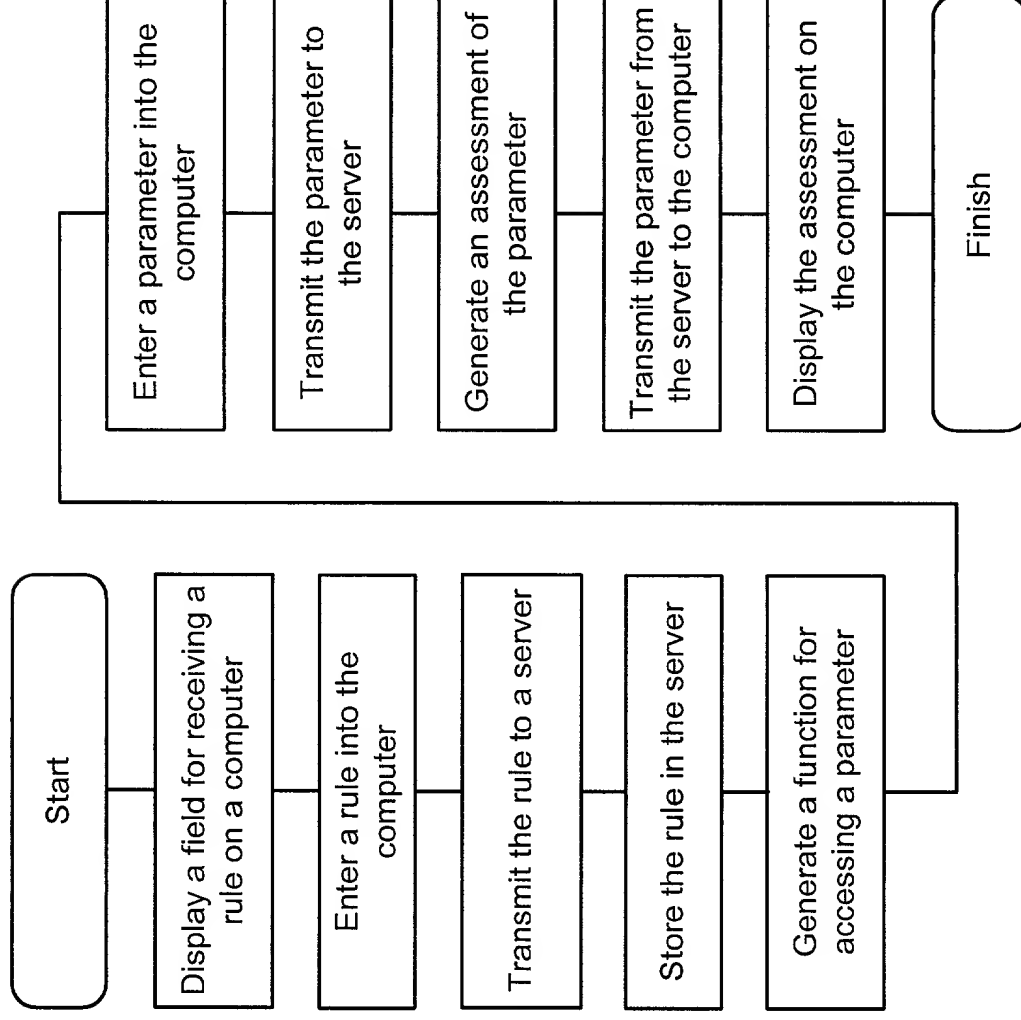 Start
Display a field for receiving a
rule on a computer
Enter a rule into the
computer
Transmit the rule to a server
Store the rule in the server
Generate a function for
accessing a parameter
Enter a parameter into the
computer
Transmit the parameter to
the server
Generate an assessment of
the parameter
Transmit the parameter from
the server to the computer
Display the assessment on
the computer
Finish